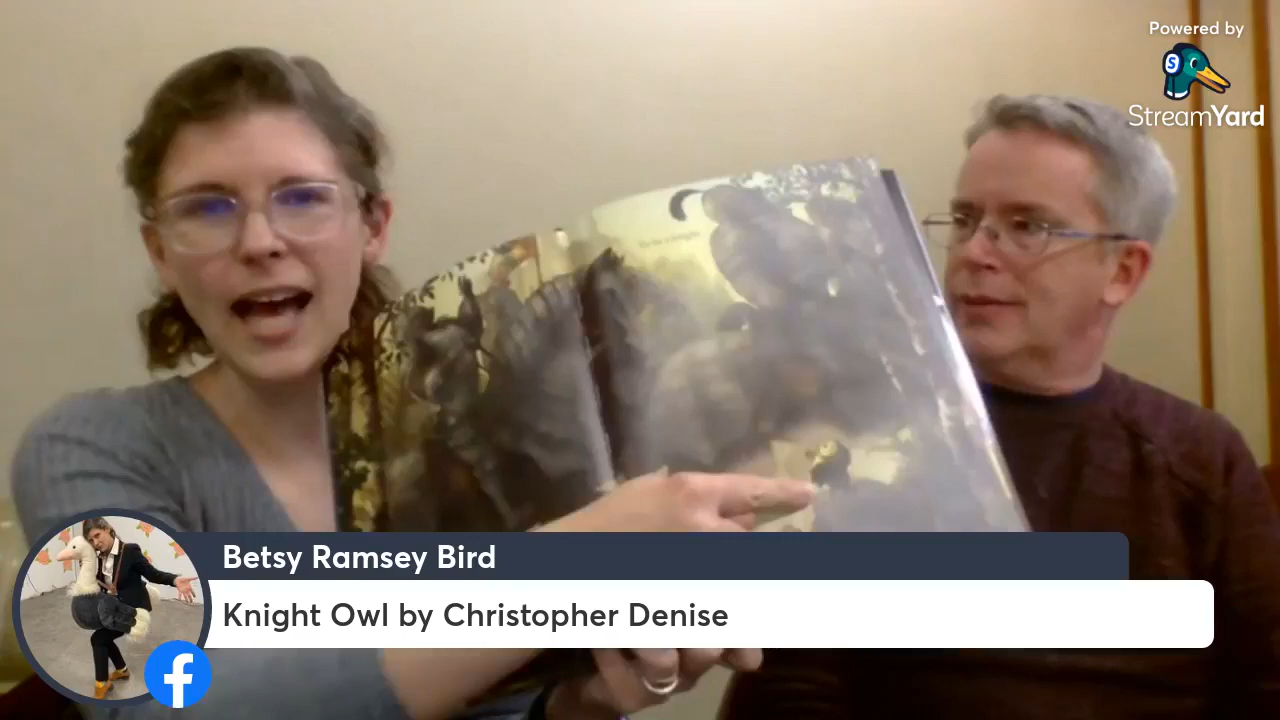 Powered by
StreamYard
Betsy Ramsey Bird
Knight Owl by Christopher Denise